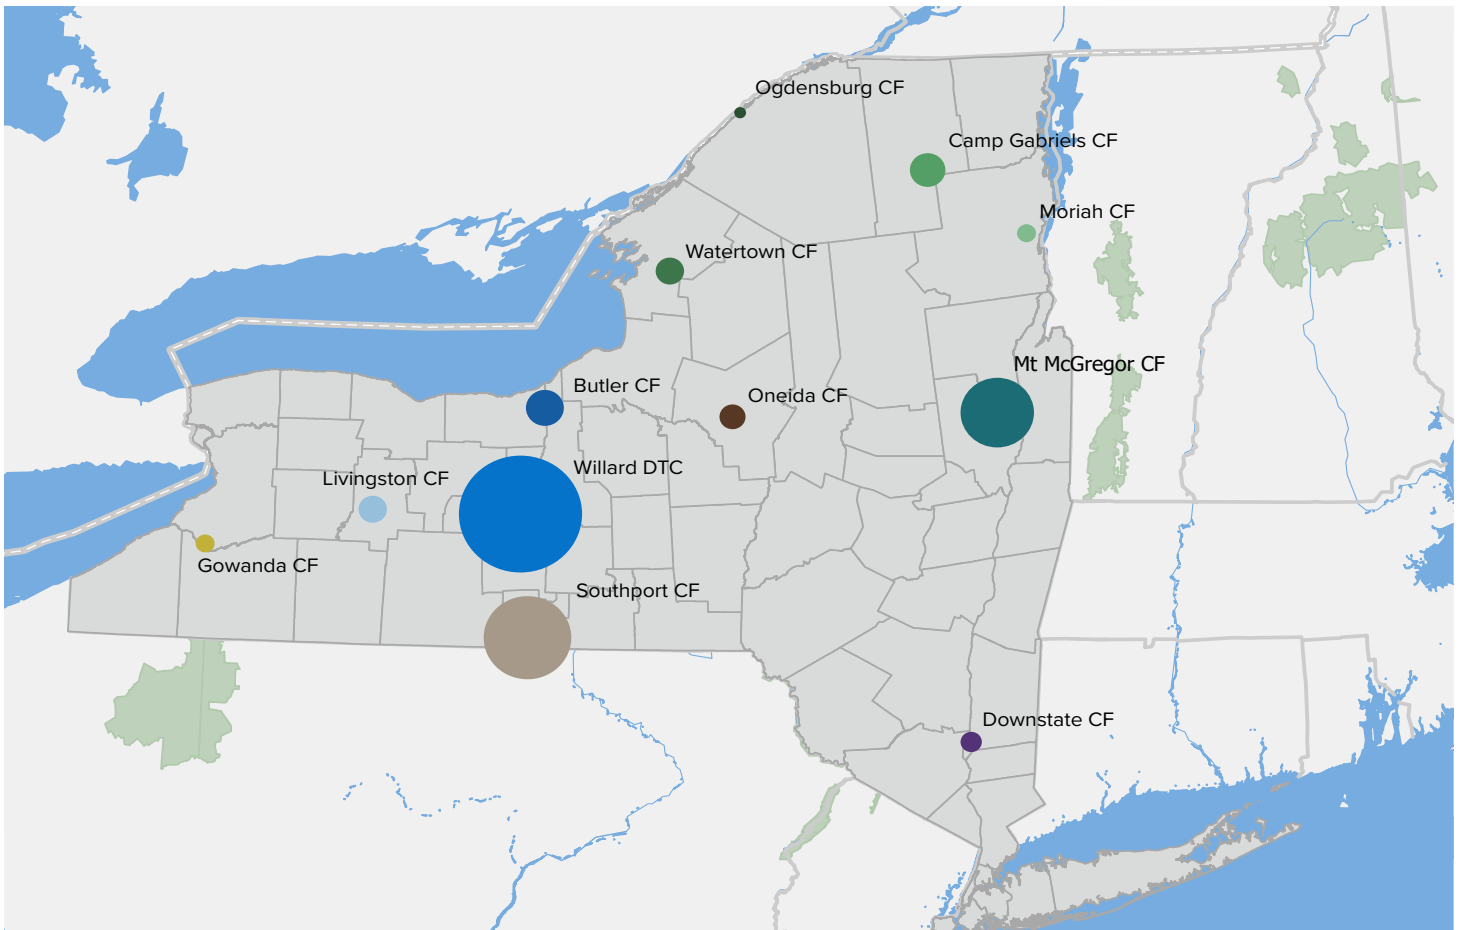 Ogdensburg CF
Camp Gabriels CF
Moriah CF
Watertown CF
Mt McGregor CF
Butler CF
Oneida CF
Willard DTC
Livingston CF
Gowanda CF
Southport CF
Downstate CF